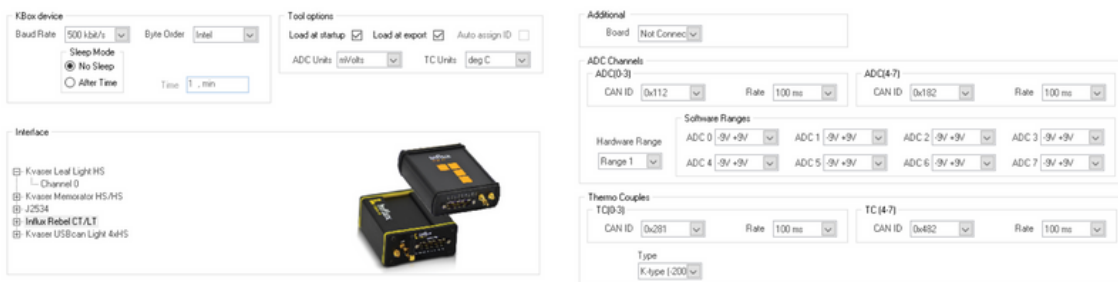 KBox device
Baud Rate 500 kbit/s Byte Order Intel
Sleep Mode
No Sleep
After Time
Time 1 , min
Tool options
Load at startup Load at export Auto assign ID
ADC Units mVolts TC Units deg C
Interface
Kvaser Leaf Light HS
Channel 0
Kvaser Memorator HS/HS
J2534
Influx Rebel CT/LT
Kvaser USBcan Light 4xHS
influx
influx
Additional
Board Not Connec
ADC Channels
ADC(0-3)
CAN ID 0x112 Rate 100 ms
ADC(4-7)
CAN ID 0x182 Rate 100 ms
Hardware Range
Range 1
Software Ranges
ADC 0 -9V +9V ADC 1 -9V +9V ADC 2 -9V +9V ADC 3 -9V +9V
ADC 4 -9V +9V ADC 5 -9V +9V ADC 6 -9V +9V ADC 7 -9V +9V
Thermo Couples
TC(0-3)
CAN ID 0x281 Rate 100 ms
TC (4-7)
CAN ID 0x482 Rate 100 ms
Type
K-type (-200